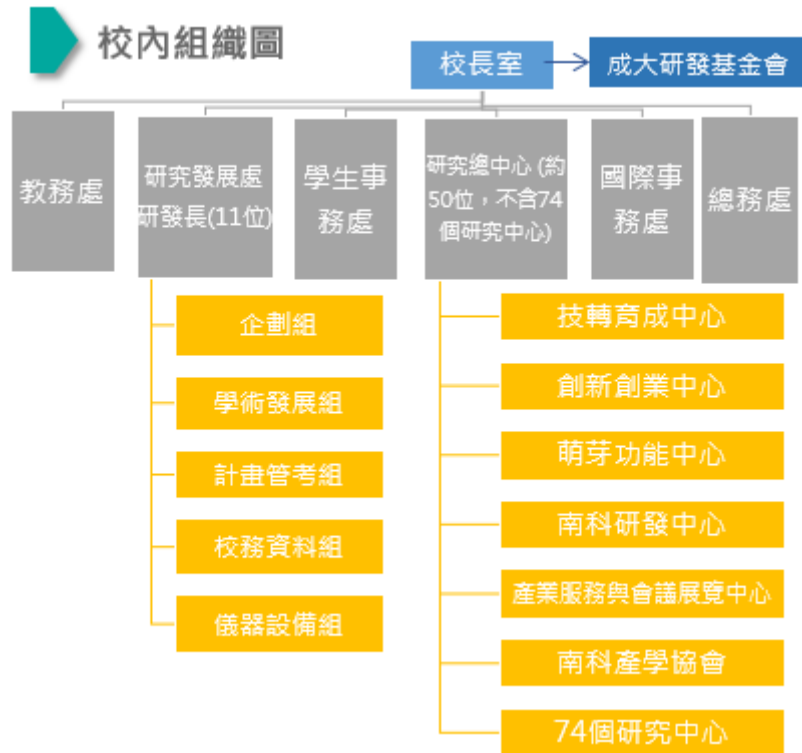 校內組織圖
校長室
成大研發基金會
教務處
研究發展處
研發長(11位)
學生事
務處
研究總中心 (約
50位，不含74
個研究中心)
國際事
務處
總務處
企劃組
學術發展組
計畫管考組
校務資料組
儀器設備組
技轉育成中心
創新創業中心
萌芽功能中心
南科研發中心
產業服務與會議展覽中心
南科產學協會
74個研究中心